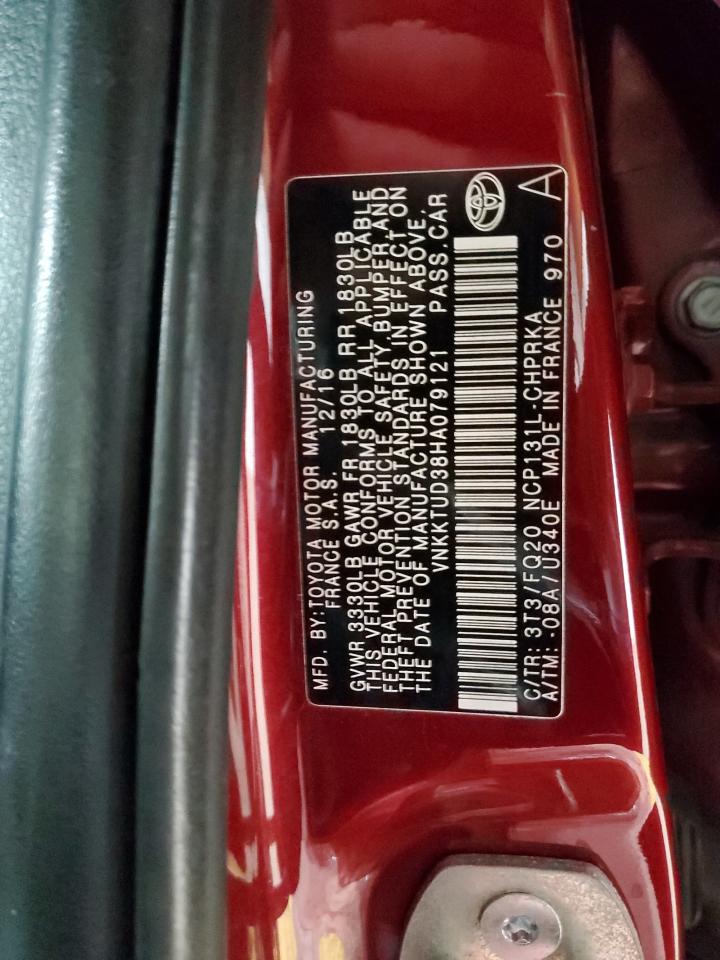 MFD. BY:TOYOTA MOTOR MANUFACTURING
FRANCE S.A.S. 12/16
GVWR 3330LB GAWR FR 1830LB RR 1830LB
THIS VEHICLE CONFORMS TO ALL APPLICABLE
FEDERAL MOTOR VEHICLE SAFETY, BUMPER, AND
THEFT PREVENTION STANDARDS IN EFFECT ON
THE DATE OF MANUFACTURE SHOWN ABOVE.
VNKKTUD38HA079121 PASS.CAR
C/TR: 3T3/FQ20 NCP131L-CHPRKA
A/TM: -08A/U340E MADE IN FRANCE 970 A